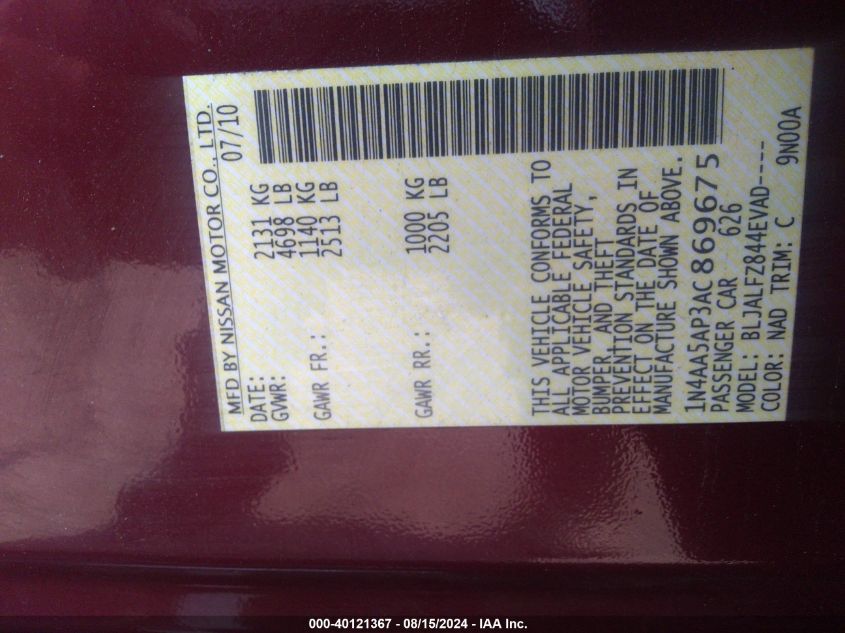 MFD BY NISSAN MOTOR CO., LTD.
DATE: 07/10
GVWR: 2131 KG
4698 LB
GAWR FR.: 1140 KG
2513 LB
GAWR RR.: 1000 KG
2205 LB
THIS VEHICLE CONFORMS TO
ALL APPLICABLE FEDERAL
MOTOR VEHICLE SAFETY,
BUMPER, AND THEFT
PREVENTION STANDARDS IN
EFFECT ON THE DATE OF
MANUFACTURE SHOWN ABOVE.
1N4AA5AP3AC869675
PASSENGER CAR 626
MODEL: BLJALFZ844EVAD----
COLOR: NAD TRIM: C 9N00A
000-40121367 - 08/15/2024 - IAA Inc.